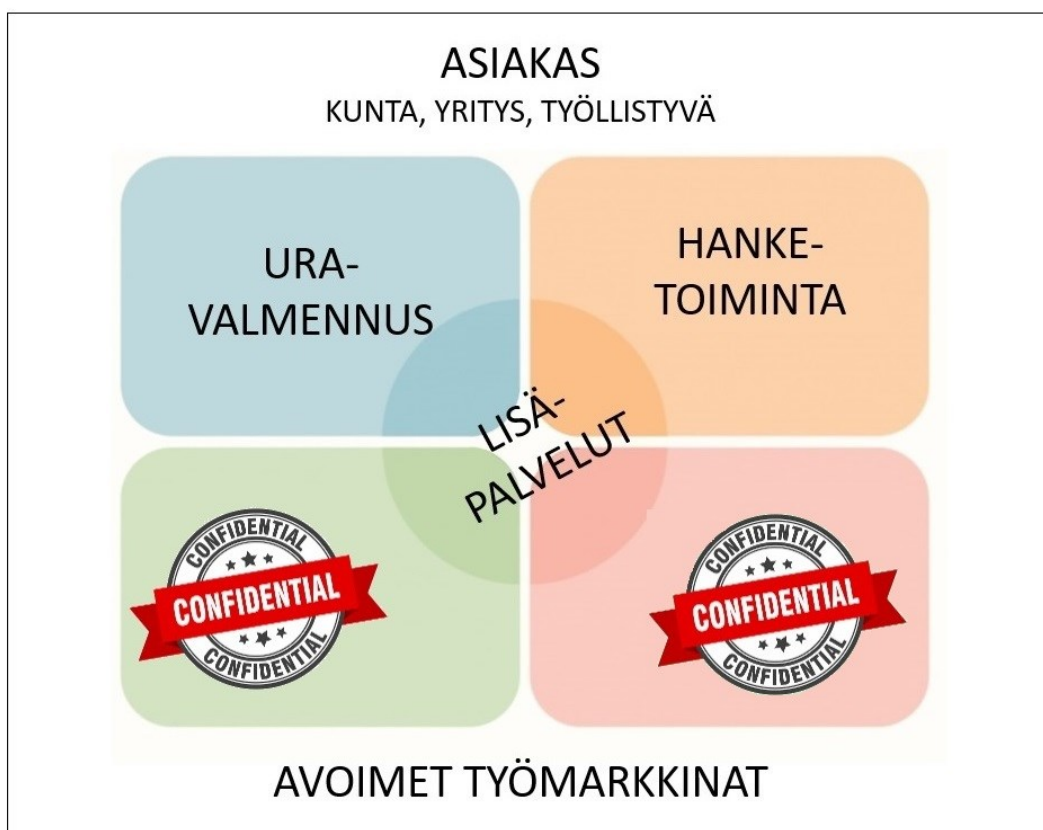 ASIAKAS
KUNTA, YRITYS, TYÖLLISTYVÄ
URA-
VALMENNUS
HANKE-
TOIMINTA
LISÄ-
PALVELUT
CONFIDENTIAL
CONFIDENTIAL
CONFIDENTIAL
CONFIDENTIAL
CONFIDENTIAL
CONFIDENTIAL
AVOIMET TYÖMARKKINAT